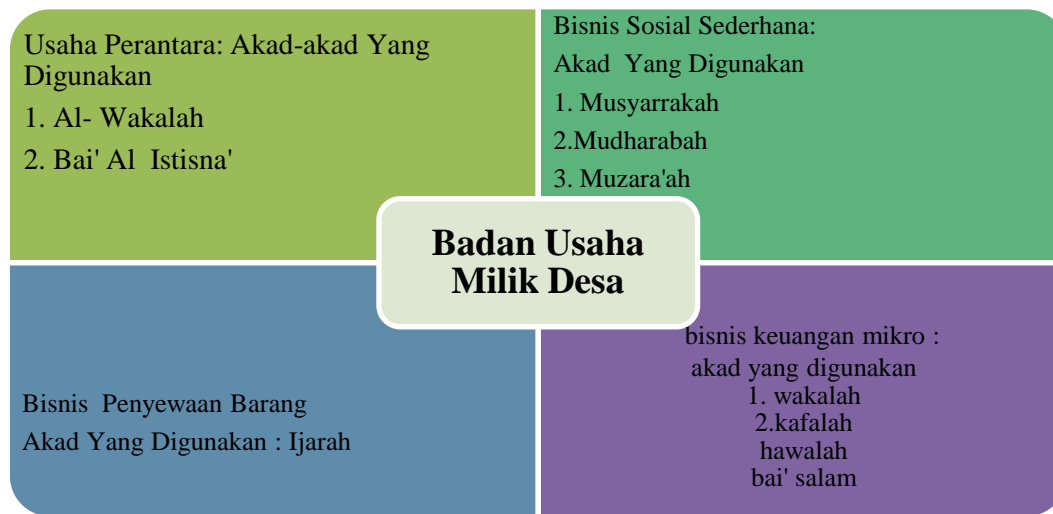 Usaha Perantara: Akad-akad Yang
Digunakan
1. Al- Wakalah
2. Bai' Al Istisna'
Bisnis Sosial Sederhana:
Akad Yang Digunakan
1. Musyarrakah
2.Mudharabah
3. Muzara'ah
Badan Usaha
Milik Desa
Bisnis Penyewaan Barang
Akad Yang Digunakan : Ijarah
bisnis keuangan mikro :
akad yang digunakan
1. wakalah
2.kafalah
hawalah
bai' salam